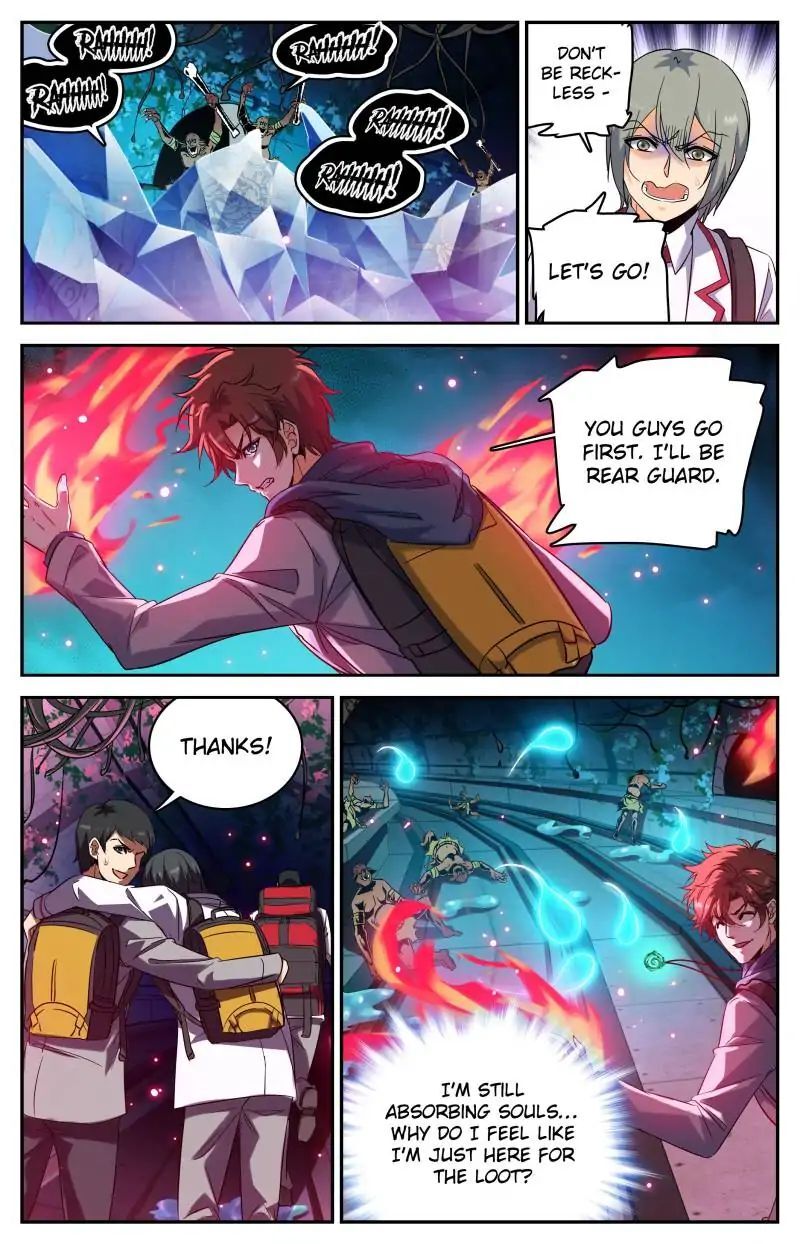 RAHHHH!
RAHHHH!
RAHHHH!
RAHHHH!
RAHHHH!
DON'T
BE RECK-
LESS -
LET'S GO!
YOU GUYS GO
FIRST. I'LL BE
REAR GUARD.
THANKS!
I'M STILL
ABSORBING SOULS...
WHY DO I FEEL LIKE
I'M JUST HERE FOR
THE LOOT?